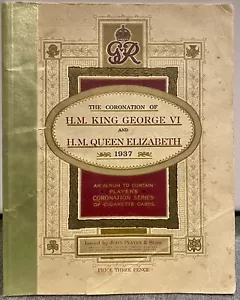 GR
VI
THE CORONATION OF
H.M. KING GEORGE VI
AND
H.M. QUEEN ELIZABETH
1937
AN ALBUM TO CONTAIN
PLAYER'S
CORONATION SERIES
OF CIGARETTE CARDS.
Issued by JOHN PLAYER & SONS
PRICE THREE PENCE